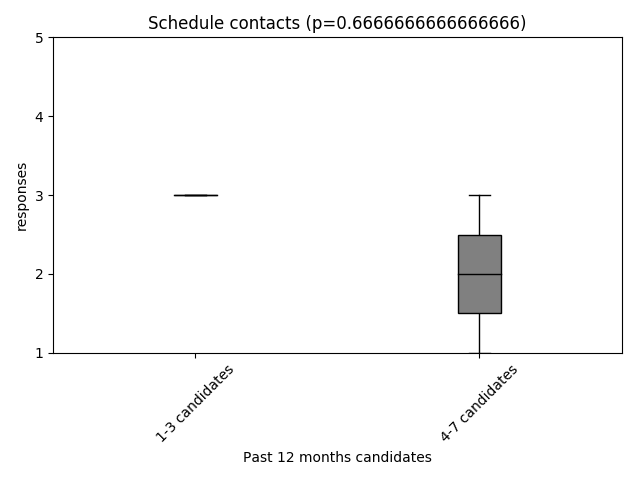 Schedule contacts (p=0.6666666666666666)
5
4
3
2
1
responses
1-3 candidates
4-7 candidates
Past 12 months candidates